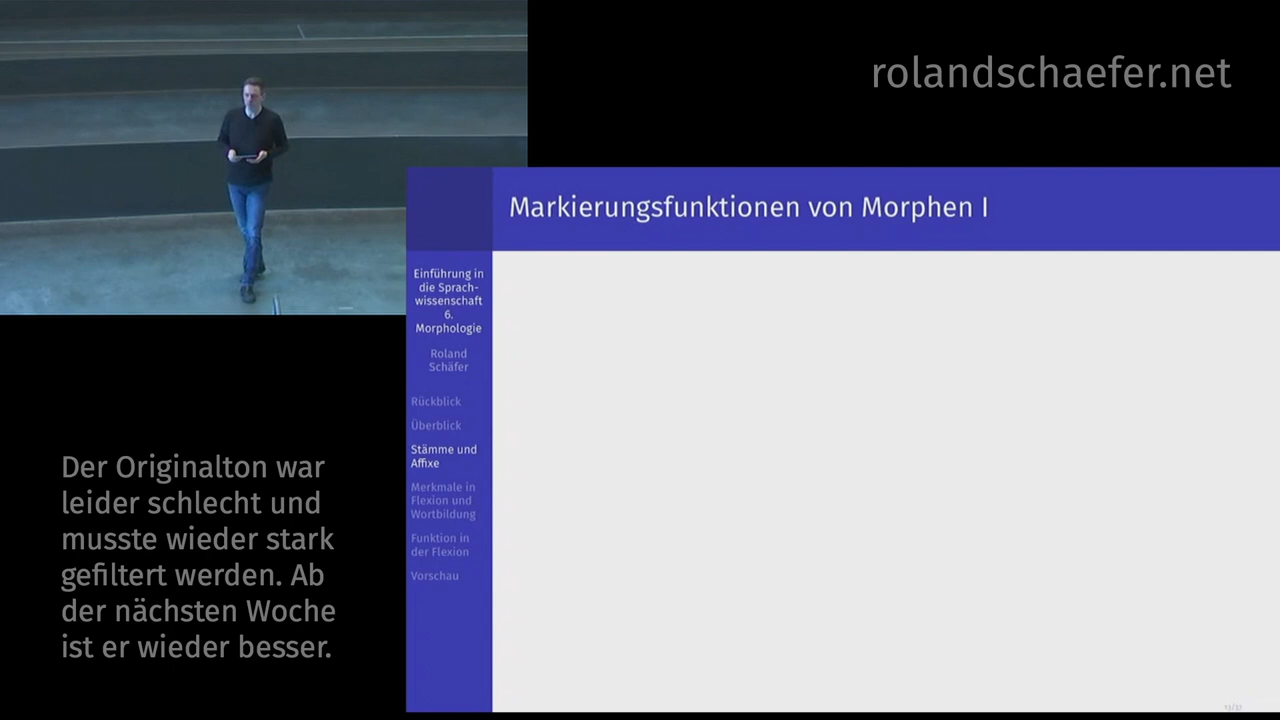 rolandschaefer.net
Markierungsfunktionen von Morphen I
Einführung in
die Sprach-
wissenschaft
6.
Morphologie
Roland
Schäfer
Rückblick
Überblick
Stämme und
Affixe
Merkmale in
Flexion und
Wortbildung
Funktion in
der Flexion
Vorschau
Der Originalton war
leider schlecht und
musste wieder stark
gefiltert werden. Ab
der nächsten Woche
ist er wieder besser.